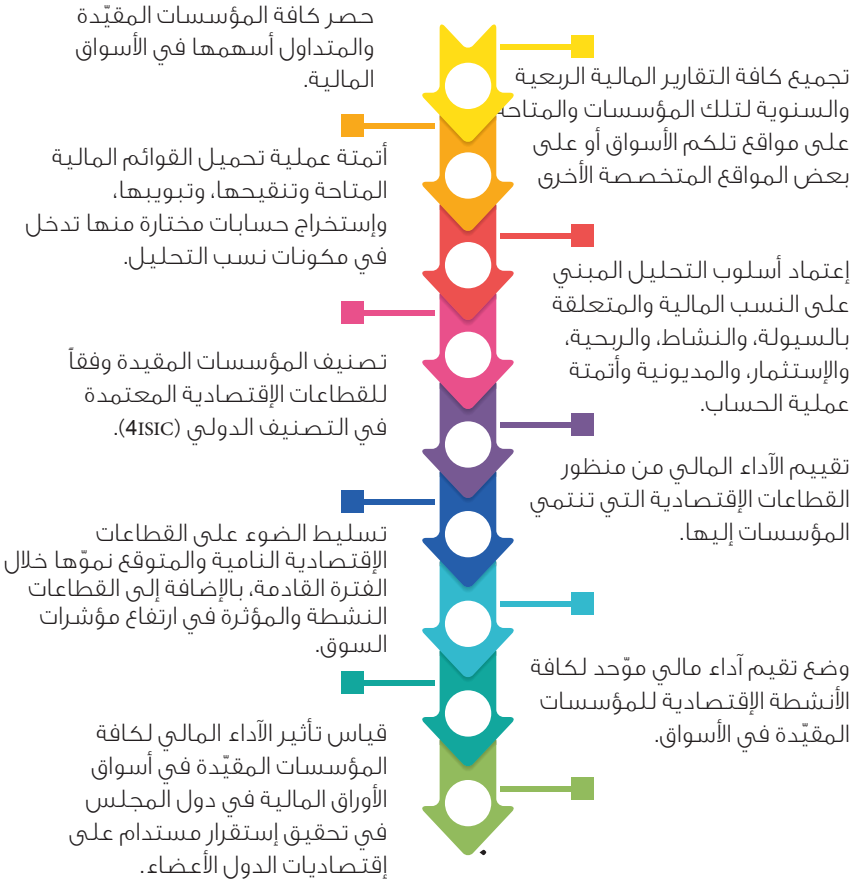 حصر كافة المؤسسات المقيّدة
والمتداول أسهمها في الأسواق
المالية.
تجميع كافة التقارير المالية الربعية
والسنوية لتلك المؤسسات والمتاحة
على مواقع تلكم الأسواق أو على
بعض المواقع المتخصصة الأخرى
أتمتة عملية تحميل القوائم المالية
المتاحة وتنقيحها، وتبويبها،
وإستخراج حسابات مختارة منها تدخل
في مكونات نسب التحليل.
إعتماد أسلوب التحليل المبني
على النسب المالية والمتعلقة
بالسيولة، والنشاط، والربحية،
والإستثمار، والمديونية وأتمتة
عملية الحساب.
تصنيف المؤسسات المقيدة وفقاً
للقطاعات الإقتصادية المعتمدة
في التصنيف الدولي (4ISIC).
تقييم الآداء المالي من منظور
القطاعات الإقتصادية التي تنتمي
المؤسسات إليها.
تسليط الضوء على القطاعات
الإقتصادية النامية والمتوقع نموّها خلال
الفترة القادمة، بالإضافة إلى القطاعات
النشطة والمؤثرة في ارتفاع مؤشرات
السوق.
وضع تقيم آداء مالي موّحد لكافة
الأنشطة الإقتصادية للمؤسسات
المقيّدة في الأسواق.
قياس تأثير الآداء المالي لكافة
المؤسسات المقيّدة في أسواق
الأوراق المالية في دول المجلس
في تحقيق إستقرار مستدام على
إقتصاديات الدول الأعضاء.